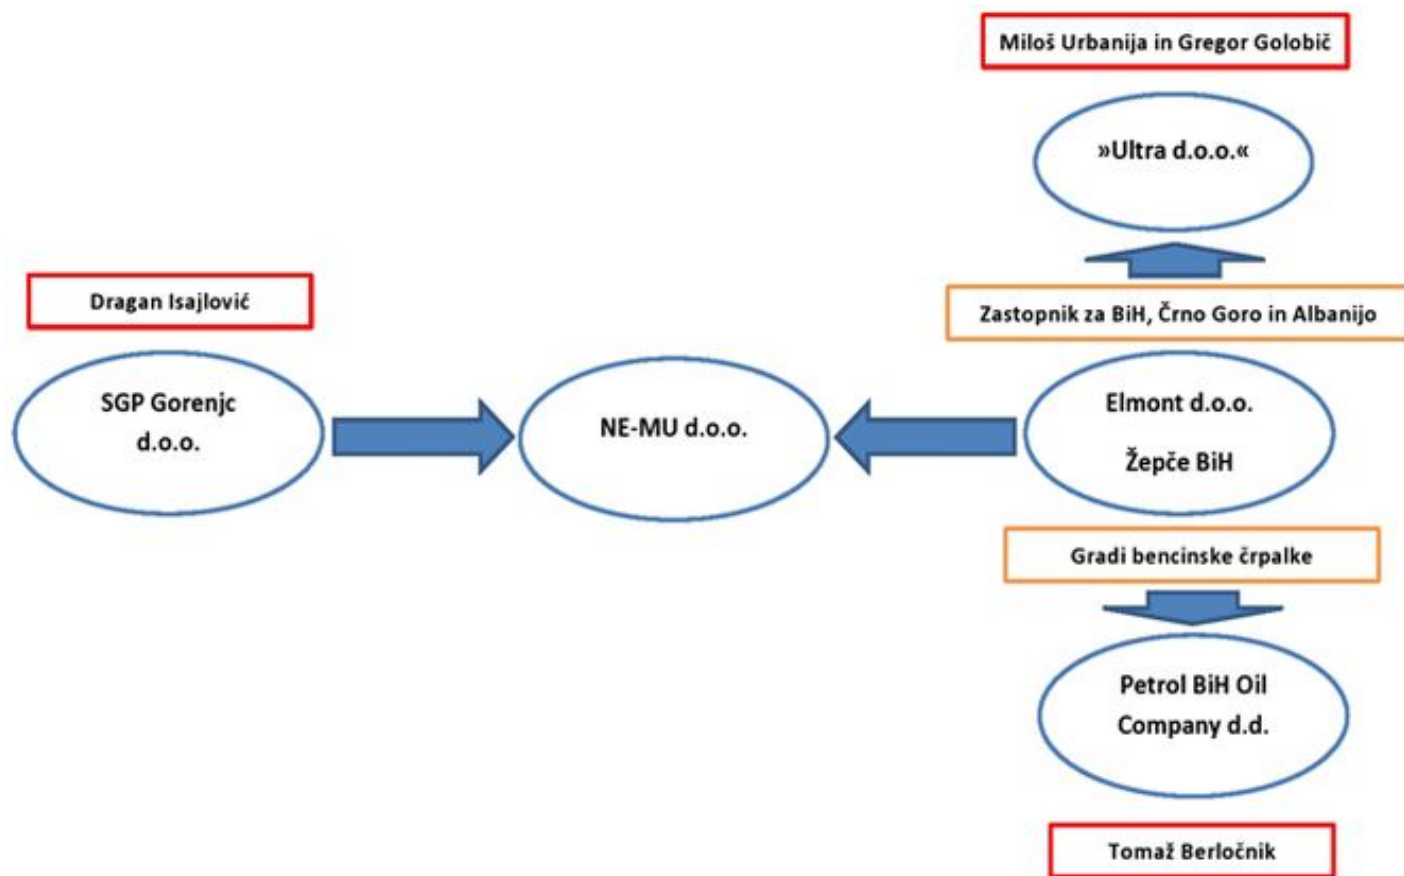 Miloš Urbanija in Gregor Golobič
»Ultra d.o.o.«
Dragan Isajlović
Zastopnik za BiH, Črno Goro in Albanijo
SGP Gorenjc
d.o.o.
NE-MU d.o.o.
Elmont d.o.o.
Žepče BiH
Gradi bencinske črpalke
Petrol BiH Oil
Company d.d.
Tomaž Berločnik